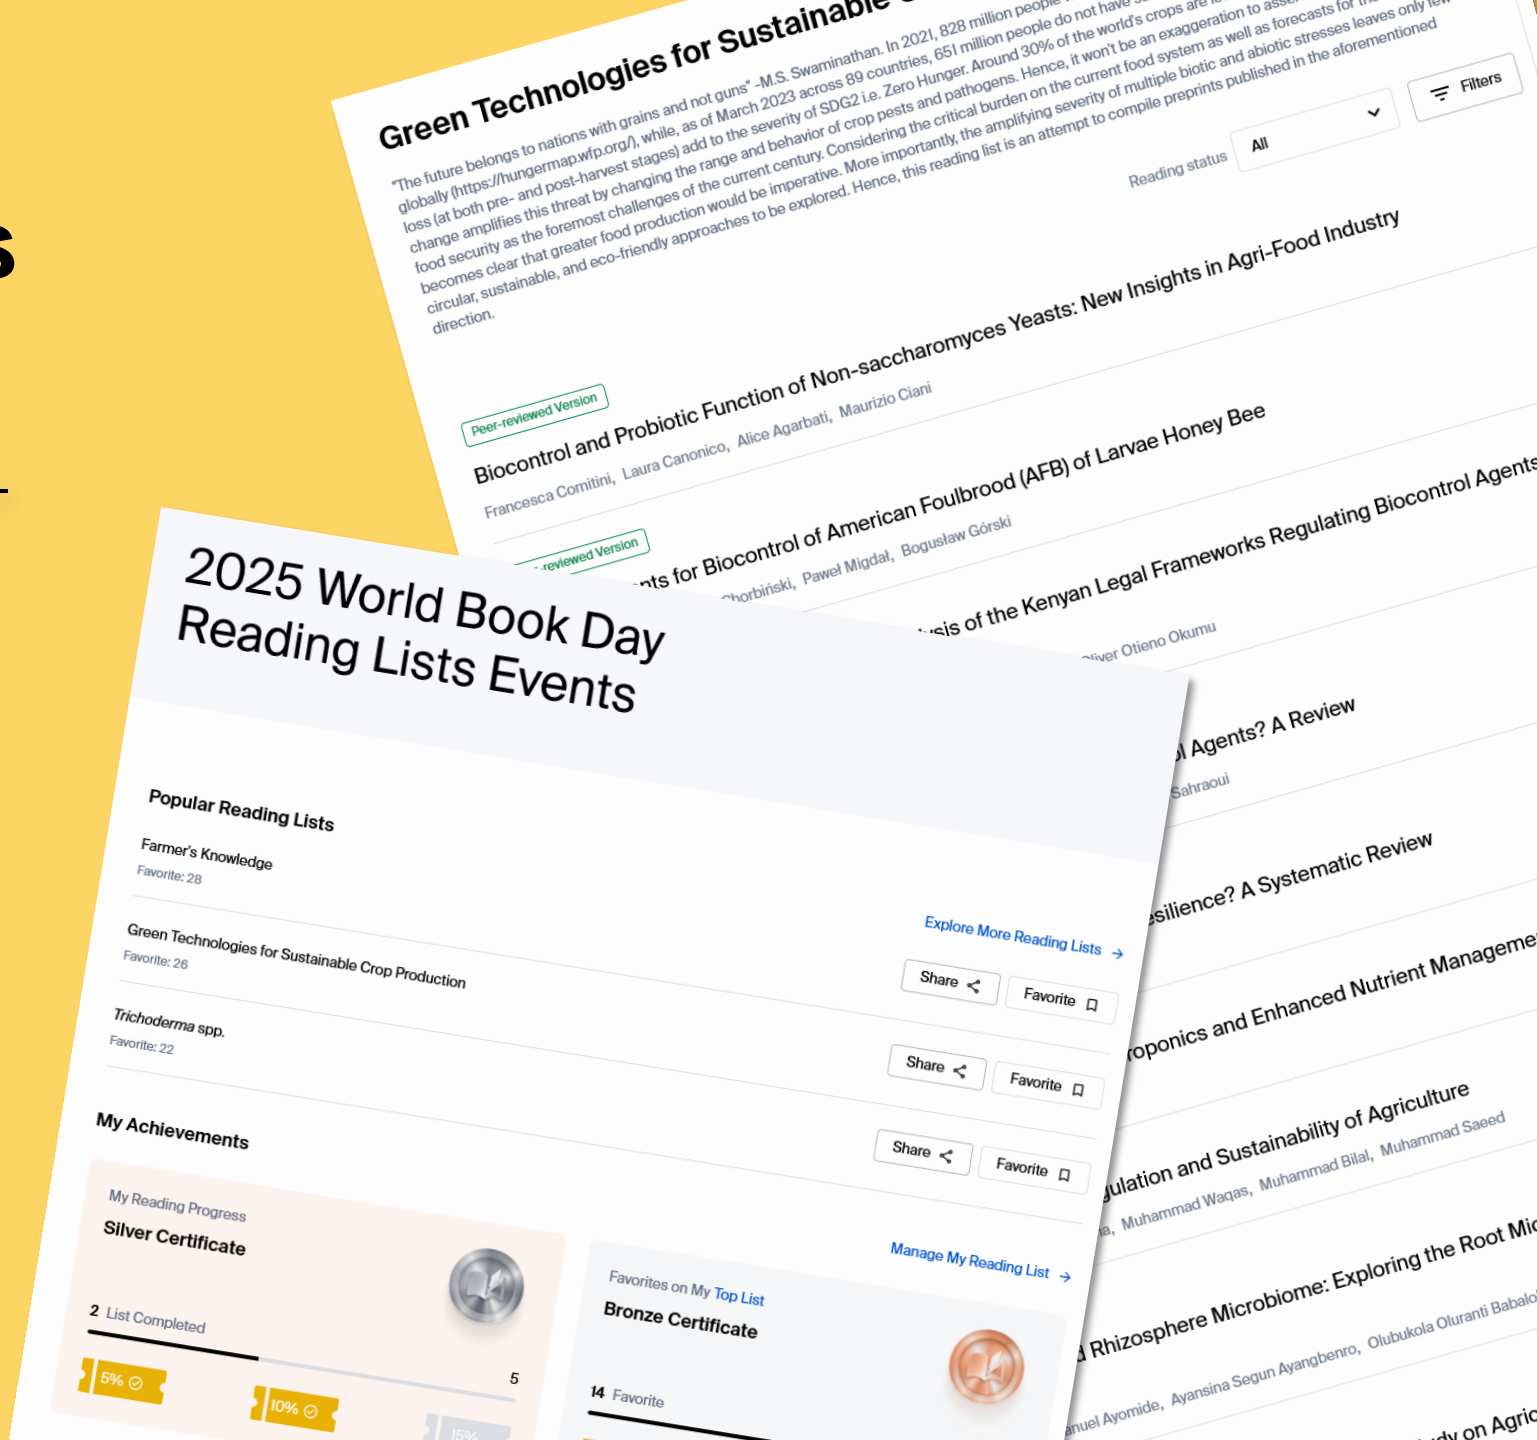 s
Green Technologies for Sustainable
"The future belongs to nations with grains and not guns" -M.S. Swaminathan. In 2021, 828 million people
globally (https://hungermap.wfp.org/), while, as of March 2023 across 89 countries, 651 million people do not have
loss (at both pre- and post-harvest stages) add to the severity of SDG2 i.e. Zero Hunger. Around 30% of the world's crops are
change amplifies this threat by changing the range and behavior of crop pests and pathogens. Hence, it won't be an exaggeration to
food security as the foremost challenges of the current century. Considering the critical burden on the current food system as well as forecasts for
becomes clear that greater food production would be imperative. More importantly, the amplifying severity of multiple biotic and abiotic stresses leaves only
circular, sustainable, and eco-friendly approaches to be explored. Hence, this reading list is an attempt to compile preprints published in the aforementioned
direction.
Reading status
All
Filters
Peer-reviewed Version
Biocontrol and Probiotic Function of Non-saccharomyces Yeasts: New Insights in Agri-Food Industry
Francesca Comitini, Laura Canonico, Alice Agarbati, Maurizio Ciani
-reviewed Version
nts for Biocontrol of American Foulbrood (AFB) of Larvae Honey Bee
Chorbiński, Paweł Migdał, Bogusław Górski
ysis of the Kenyan Legal Frameworks Regulating Biocontrol Agents
Oliver Otieno Okumu
ol Agents? A Review
Sahraoui
esilience? A Systematic Review
roponics and Enhanced Nutrient Manageme
gulation and Sustainability of Agriculture
na, Muhammad Waqas, Muhammad Bilal, Muhammad Saeed
d Rhizosphere Microbiome: Exploring the Root Mic
anuel Ayomide, Ayansina Segun Ayangbenro, Olubukola Oluranti Babalo
udy on Agric
2025 World Book Day
Reading Lists Events
Popular Reading Lists
Explore More Reading Lists →
Farmer's Knowledge
Favorite: 28
Share
Favorite
Green Technologies for Sustainable Crop Production
Favorite: 26
Share
Favorite
Trichoderma spp.
Favorite: 22
Share
Favorite
My Achievements
Manage My Reading List →
My Reading Progress
Silver Certificate
2 List Completed
5
5%
10%
15%
Favorites on My Top List
Bronze Certificate
14 Favorite